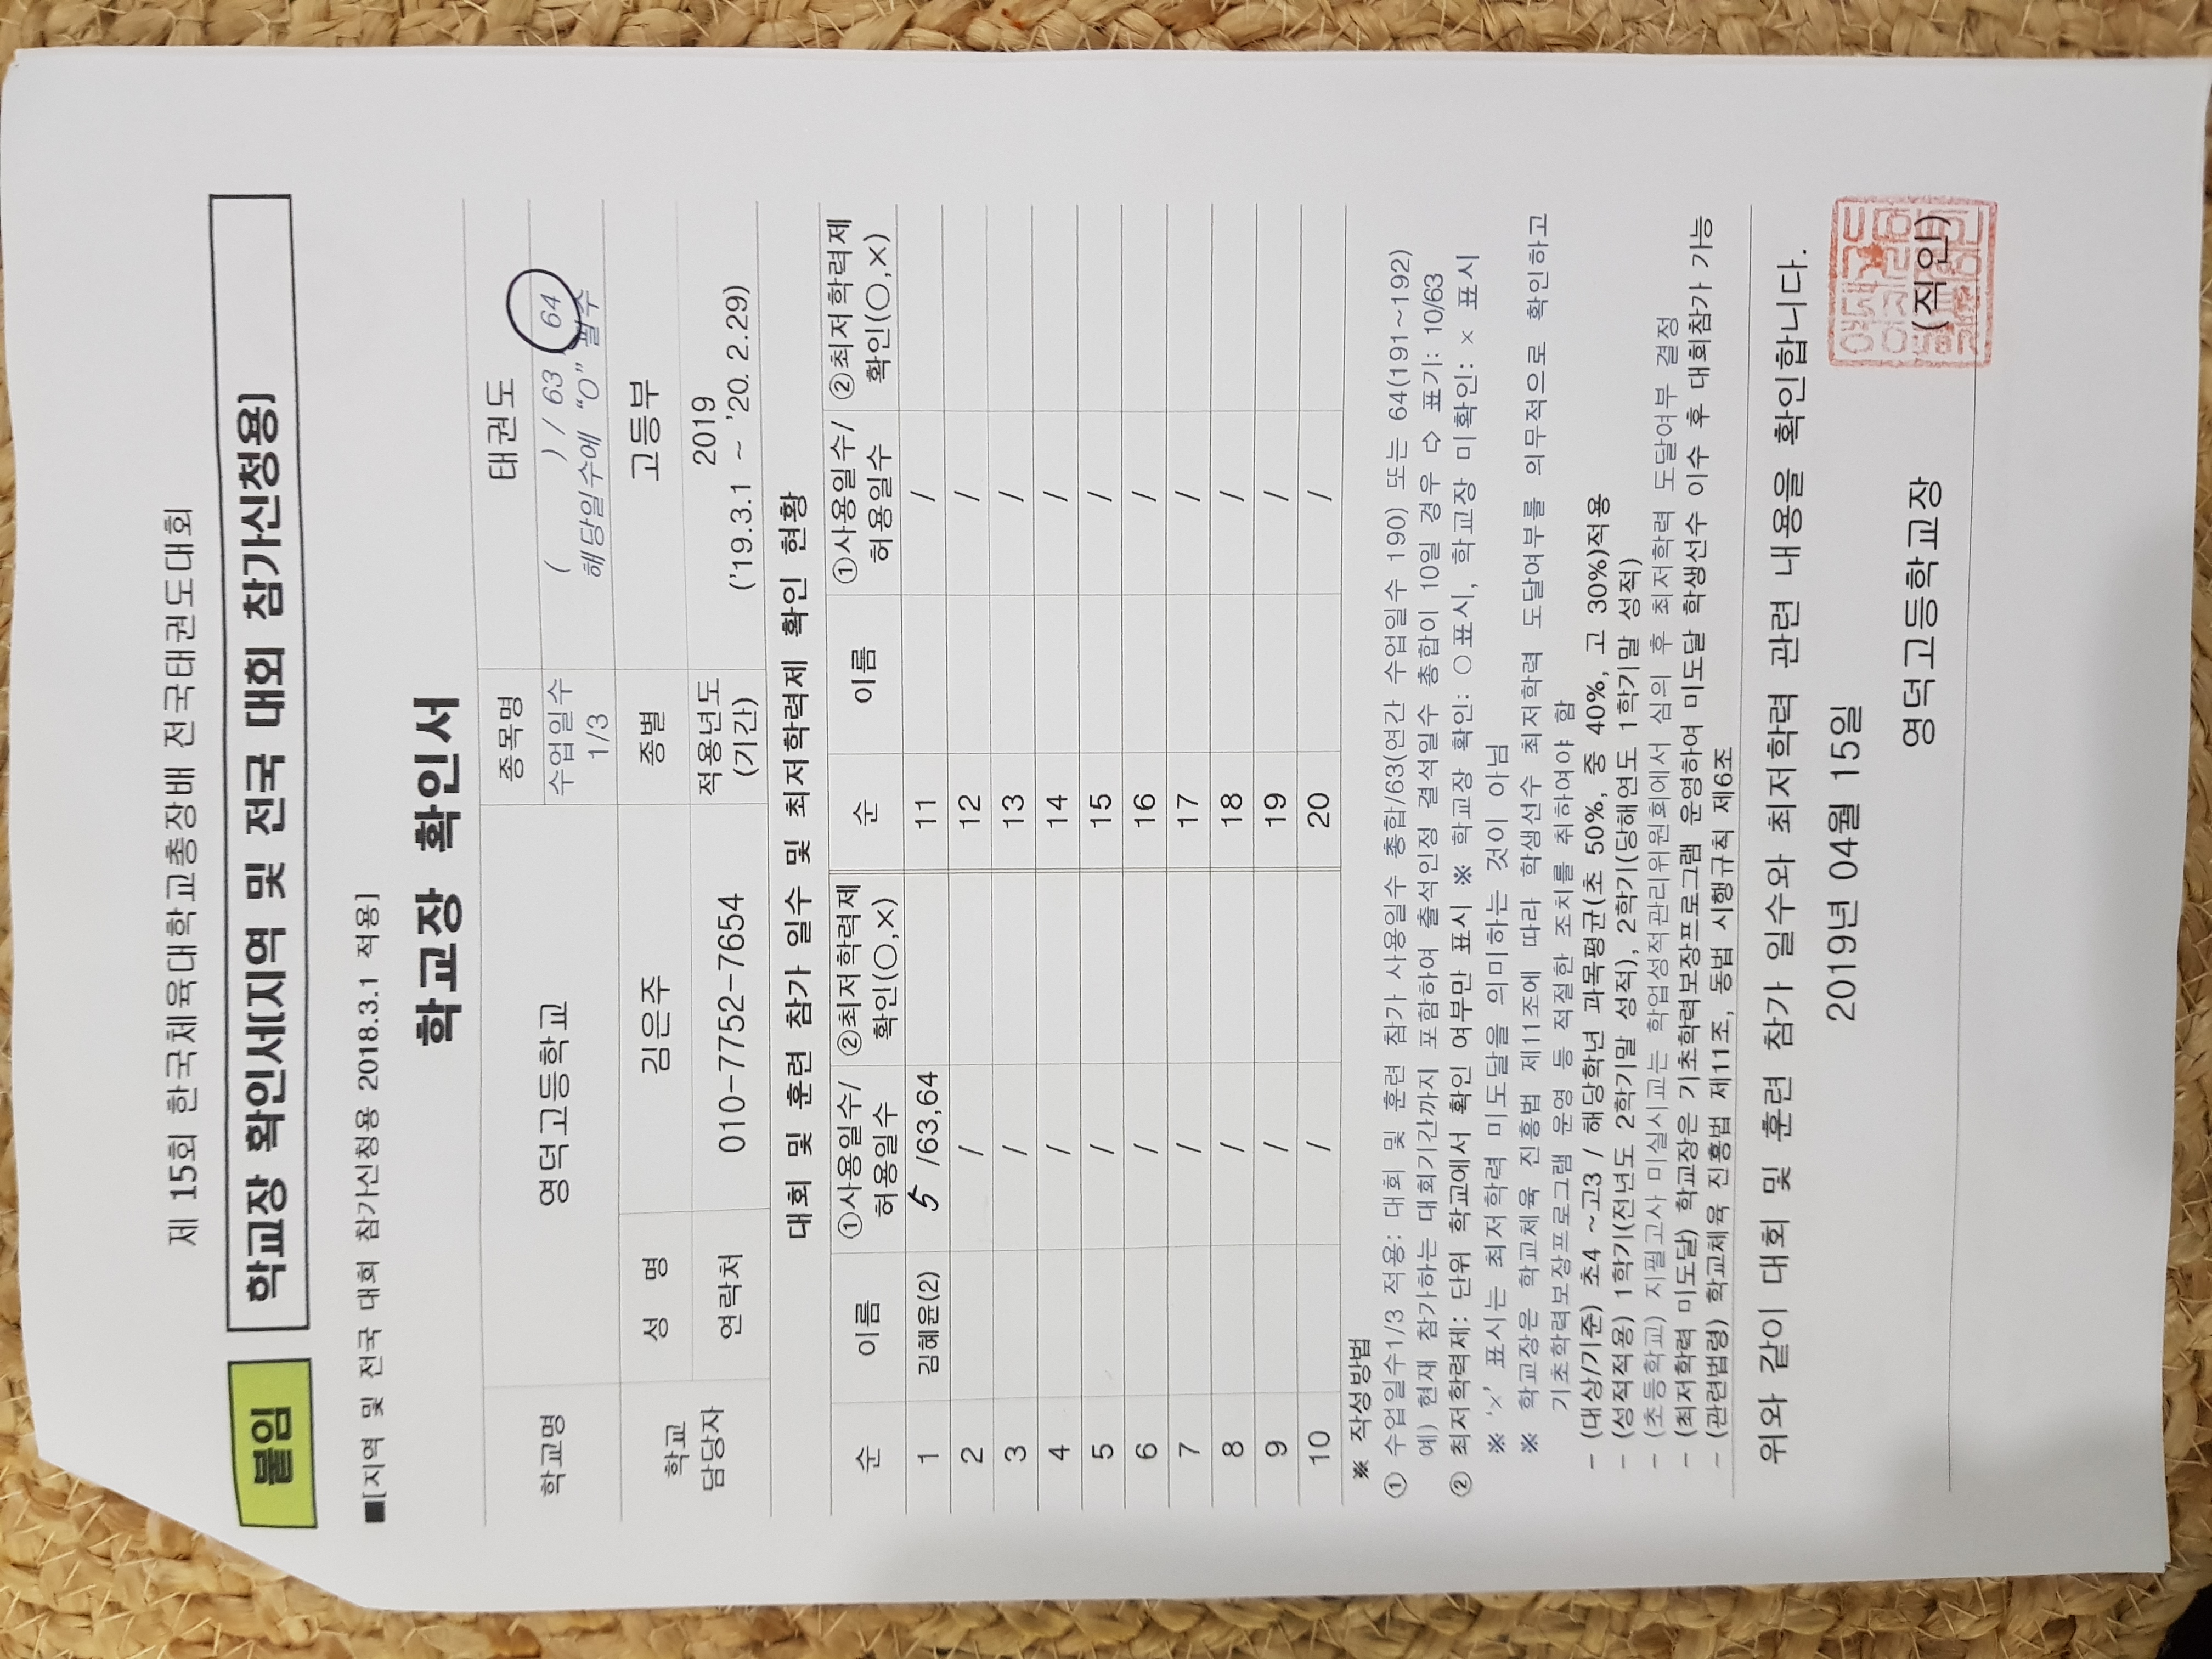 제 15회 한국체육대학교총장배 전국태권도대회
붙임 학교장 확인서[지역 및 전국 대회 참가신청용]
■[지역 및 전국 대회 참가신청용 2018.3.1 적용]
학교장 확인서
학교명 영덕고등학교 종목명 태권도
수업일수 1/3 ( ) / 63 64
해당일수에 “O” 필수
학교 담당자 성 명 김은주 종별 고등부
연락처 010-7752-7654 적용년도 (기간) 2019
('19.3.1 ~ '20. 2.29)
대회 및 훈련 참가 일수 및 최저학력제 확인 현황
순 이름 ①사용일수/허용일수 ②최저학력제 확인(○,×) 순 이름 ①사용일수/허용일수 ②최저학력제 확인(○,×)
1 김혜윤(2) 5 /63,64 11 /
2 / 12 /
3 / 13 /
4 / 14 /
5 / 15 /
6 / 16 /
7 / 17 /
8 / 18 /
9 / 19 /
10 / 20 /
※ 작성방법
① 수업일수1/3 적용: 대회 및 훈련 참가 사용일수 총합/63(연간 수업일수 190) 또는 64(191~192)
예) 현재 참가하는 대회기간까지 포함하여 출석인정 결석일수 총합이 10일 경우 ⇨ 표기: 10/63
② 최저학력제: 단위 학교에서 확인 여부만 표시 ※ 학교장 확인: ○표시, 학교장 미확인: × 표시
※ '×' 표시는 최저학력 미도달을 의미하는 것이 아님
※ 학교장은 학교체육 진흥법 제11조에 따라 학생선수 최저학력 도달여부를 의무적으로 확인하고
기초학력보장프로그램 운영 등 적절한 조치를 취하여야 함
- (대상/기준) 초4 ~고3 / 해당학년 과목평균(초 50%, 중 40%, 고 30%)적용
- (성적적용) 1학기(전년도 2학기말 성적), 2학기(당해연도 1학기말 성적)
- (초등학교) 지필고사 미실시교는 학업성적관리위원회에서 심의 후 최저학력 도달여부 결정
- (최저학력 미도달) 학교장은 기초학력보장프로그램 운영하여 미도달 학생선수 이수 후 대회참가 가능
- (관련법령) 학교체육 진흥법 제11조, 동법 시행규칙 제6조
위와 같이 대회 및 훈련 참가 일수와 최저학력 관련 내용을 확인합니다.
2019년 04월 15일
영덕고등학교장 (직인)